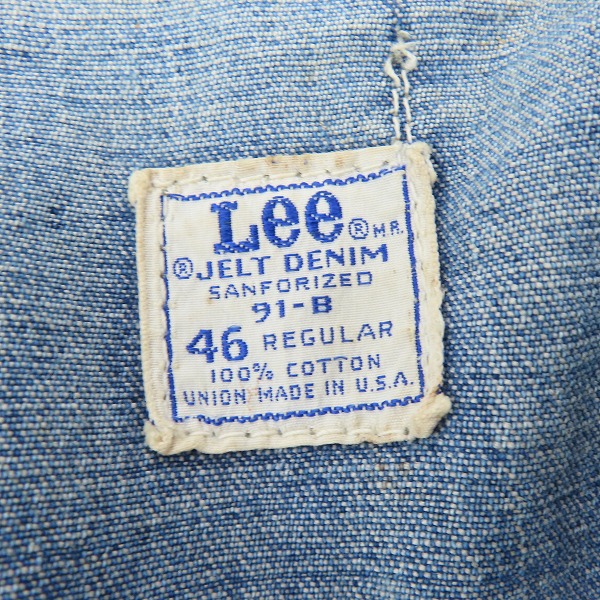 Lee ® M.R.
® JELT DENIM
SANFORIZED
91-B
46 REGULAR
100% COTTON
UNION MADE IN U.S.A.